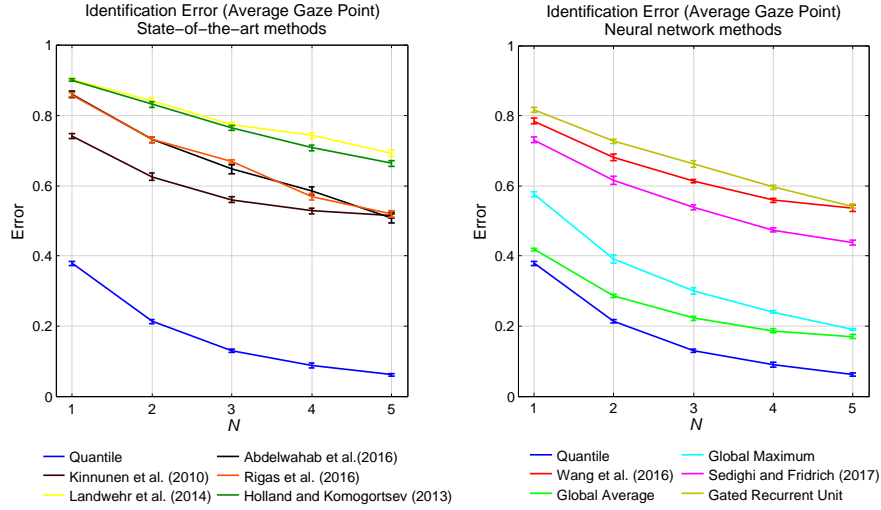 Identification Error (Average Gaze Point)
State-of-the-art methods
1
0.8
0.6
0.4
0.2
0
Error
1 2 3 4 5
N
Quantile
Kinnunen et al. (2010)
Landwehr et al. (2014)
Abdelwahab et al.(2016)
Rigas et al. (2016)
Holland and Komogortsev (2013)
Identification Error (Average Gaze Point)
Neural network methods
1
0.8
0.6
0.4
0.2
0
Error
1 2 3 4 5
N
Quantile
Wang et al. (2016)
Global Average
Global Maximum
Sedighi and Fridrich (2017)
Gated Recurrent Unit